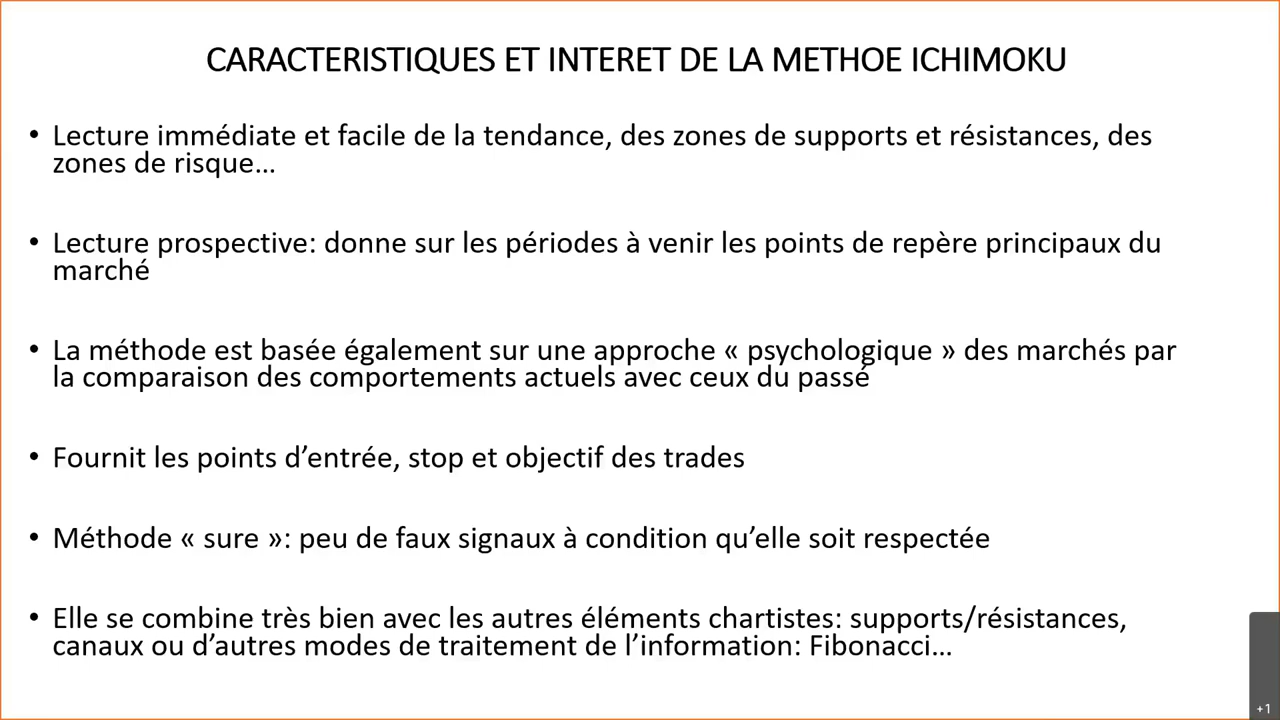 CARACTERISTIQUES ET INTERET DE LA METHOE ICHIMOKU
• Lecture immédiate et facile de la tendance, des zones de supports et résistances, des
zones de risque…
• Lecture prospective: donne sur les périodes à venir les points de repère principaux du
marché
• La méthode est basée également sur une approche « psychologique » des marchés par
la comparaison des comportements actuels avec ceux du passé
• Fournit les points d’entrée, stop et objectif des trades
• Méthode « sure »: peu de faux signaux à condition qu’elle soit respectée
• Elle se combine très bien avec les autres éléments chartistes: supports/résistances,
canaux ou d’autres modes de traitement de l’information: Fibonacci…
+1